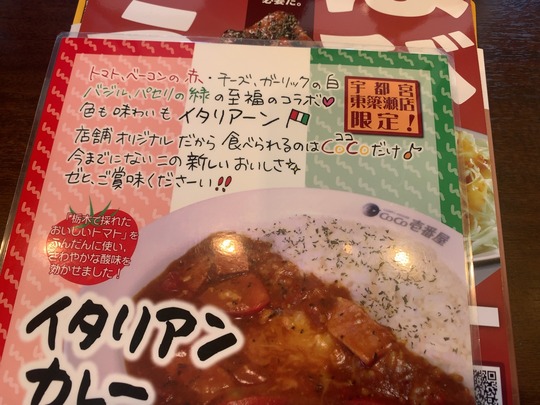 必要だ。
トマト、ベーコンの赤・チーズ、ガーリックの白
バジル、パセリの緑の至福のコラボ♥
色も味わいもイタリアーン
店舗オリジナルだから食べられるのはCoCoココだけ♪
今までにないこの新しいおいしさ☆
ぜひ、ご賞味くださーい!!
宇都宮
東簗瀬店
限定!
"栃木で採れた
おいしいトマト"を
ふんだんに使い、
さわやかな酸味を
効かせました!
CoCo壱番屋
イタリアン
カレー